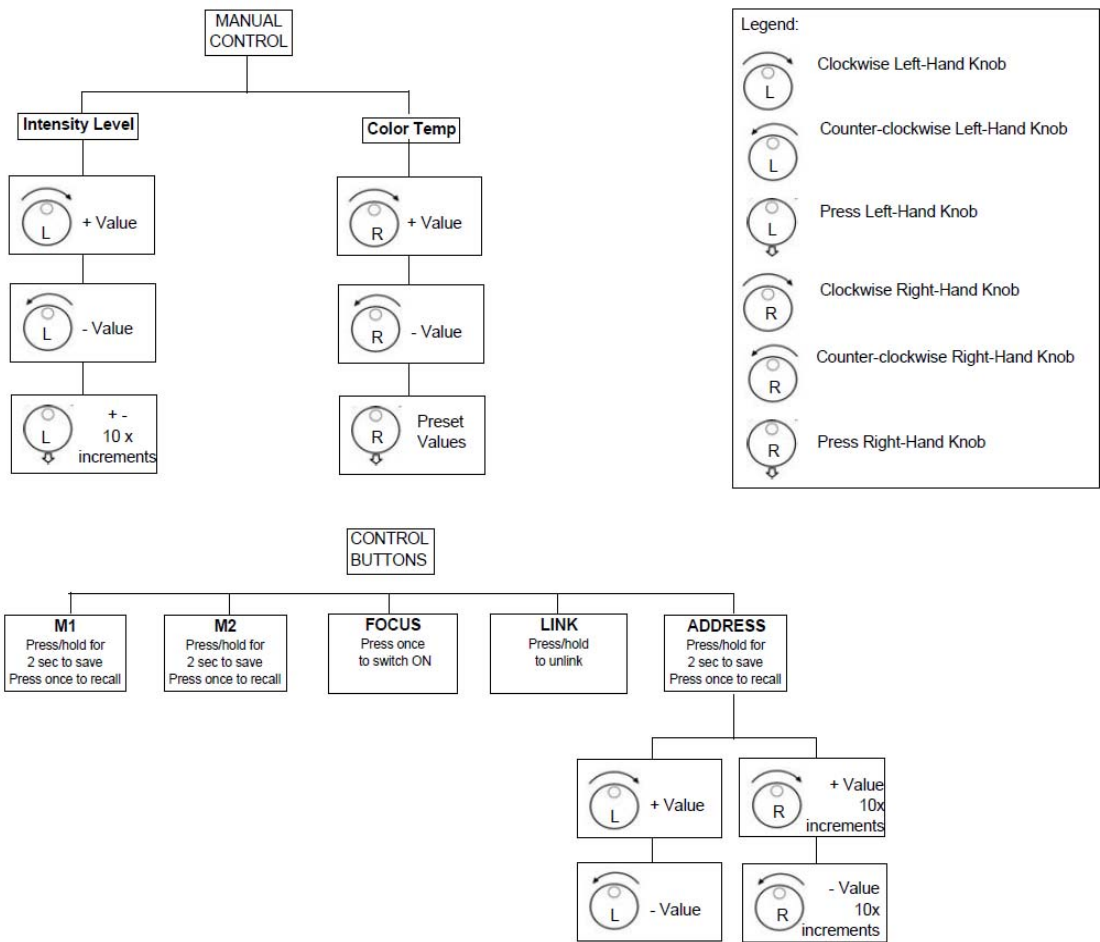 MANUAL
CONTROL
Intensity Level
Color Temp
L
+ Value
R
+ Value
L
- Value
R
- Value
L
+ -
10 x
increments
R
Preset
Values
Legend:
L
Clockwise Left-Hand Knob
L
Counter-clockwise Left-Hand Knob
L
Press Left-Hand Knob
R
Clockwise Right-Hand Knob
R
Counter-clockwise Right-Hand Knob
R
Press Right-Hand Knob
CONTROL
BUTTONS
M1
Press/hold for
2 sec to save
Press once to recall
M2
Press/hold for
2 sec to save
Press once to recall
FOCUS
Press once
to switch ON
LINK
Press/hold
to unlink
ADDRESS
Press/hold for
2 sec to save
Press once to recall
L
+ Value
R
+ Value
10x
increments
L
- Value
R
- Value
10x
increments